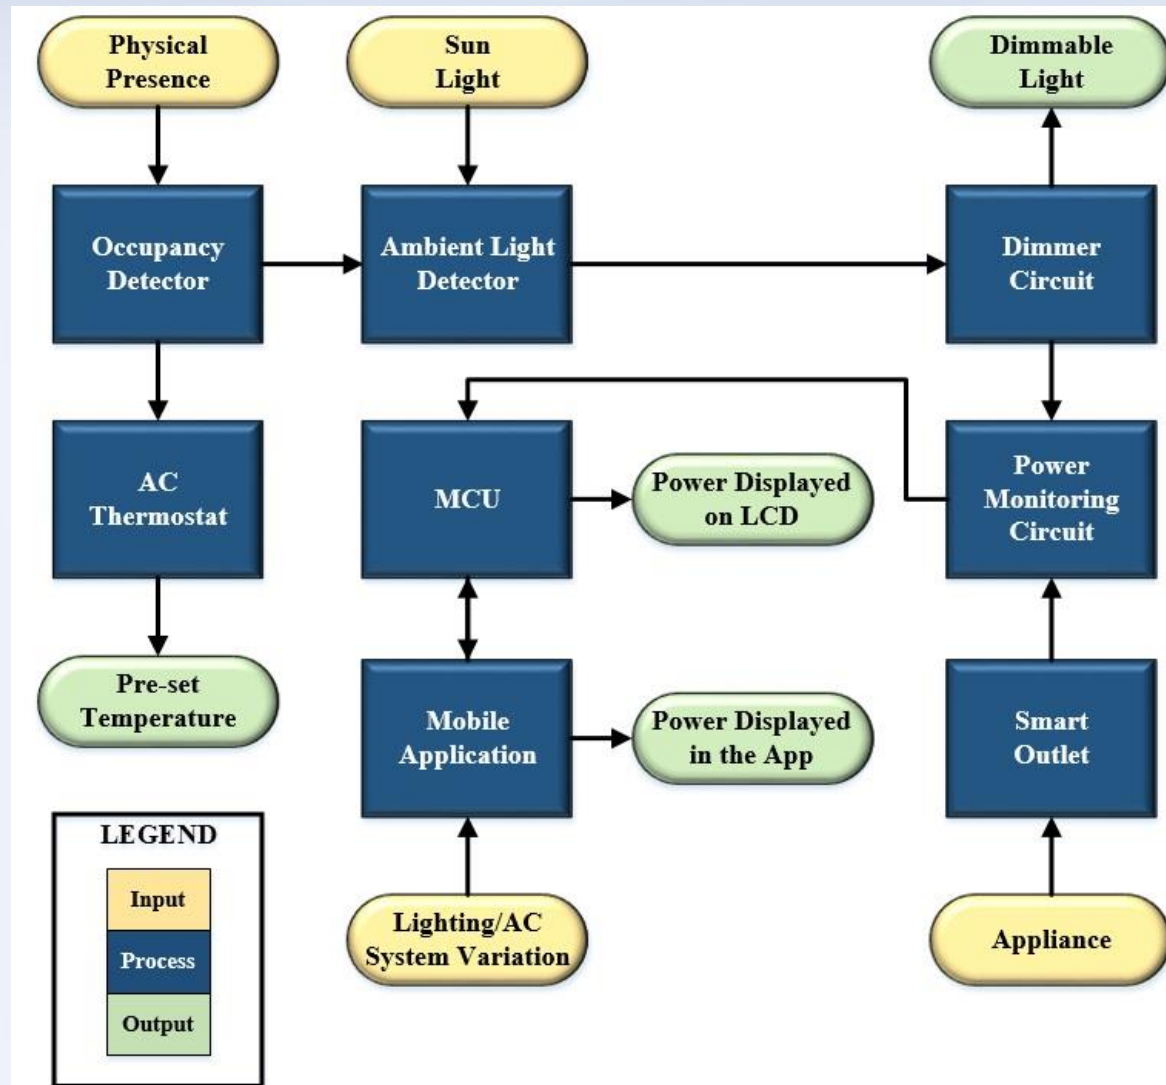 Physical
Presence
Sun
Light
Dimmable
Light
Occupancy
Detector
Ambient Light
Detector
Dimmer
Circuit
AC
Thermostat
MCU
Power Displayed
on LCD
Power
Monitoring
Circuit
Pre-set
Temperature
Mobile
Application
Power Displayed
in the App
Smart
Outlet
LEGEND
Input
Process
Output
Lighting/AC
System Variation
Appliance